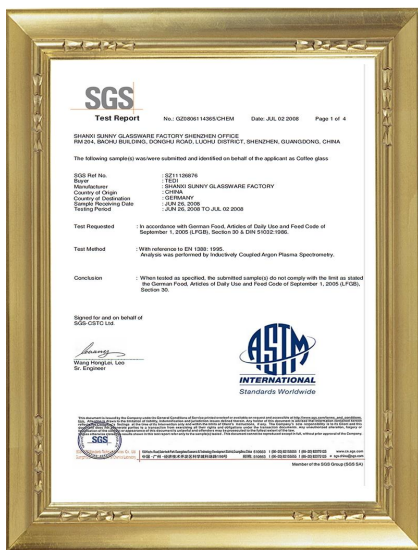 SGS
Test Report No.: GZ0806114365/CHEM Date: JUL 02 2008 Page 1 of 4
SHANXI SUNNY GLASSWARE FACTORY SHENZHEN OFFICE
RM 204, BAOHU BUILDING, DONGHU ROAD, LUOHU DISTRICT, SHENZHEN, GUANGDONG, CHINA
The following sample(s) was/were submitted and identified on behalf of the applicant as Coffee glass
SGS Ref No. : SZ11126876
Buyer : TEDI
Manufacturer : SHANXI SUNNY GLASSWARE FACTORY
Country of Origin : CHINA
Country of Destination : GERMANY
Sample Receiving Date : JUN 26, 2008
Testing Period : JUN 26, 2008 TO JUL 02 2008
Test Requested : In accordance with German Food, Articles of Daily Use and Feed Code of
September 1, 2005 (LFGB), Section 30 & DIN 51032:1986.
Test Method : With reference to EN 1388: 1995.
Analysis was performed by Inductively Coupled Argon Plasma Spectrometry.
Conclusion : When tested as specified, the submitted sample(s) do not comply with the limit as stated
the German Food, Articles of Daily Use and Feed Code of September 1, 2005 (LFGB),
Section 30.
Signed for and on behalf of
SGS-CSTC Ltd.
Wang HengLei, Leo
Sr. Engineer
ASTM
INTERNATIONAL
Standards Worldwide
SGS
Member of the SGS Group (SGS SA)